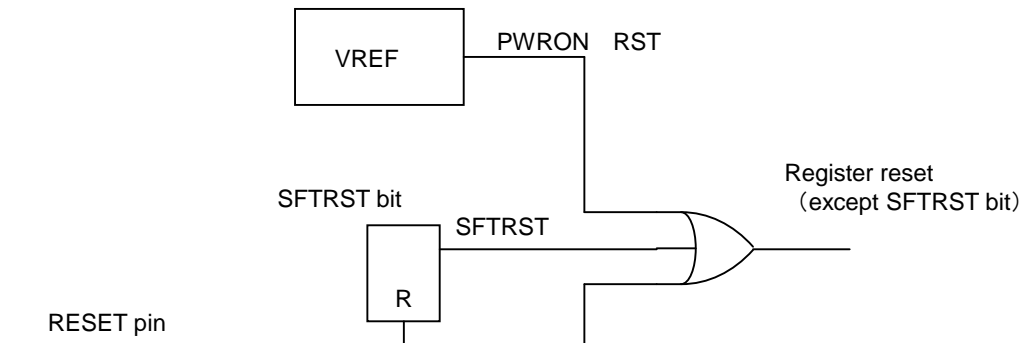 PWRON RST
VREF
Register reset
（except SFTRST bit）
SFTRST bit
SFTRST
R
RESET pin